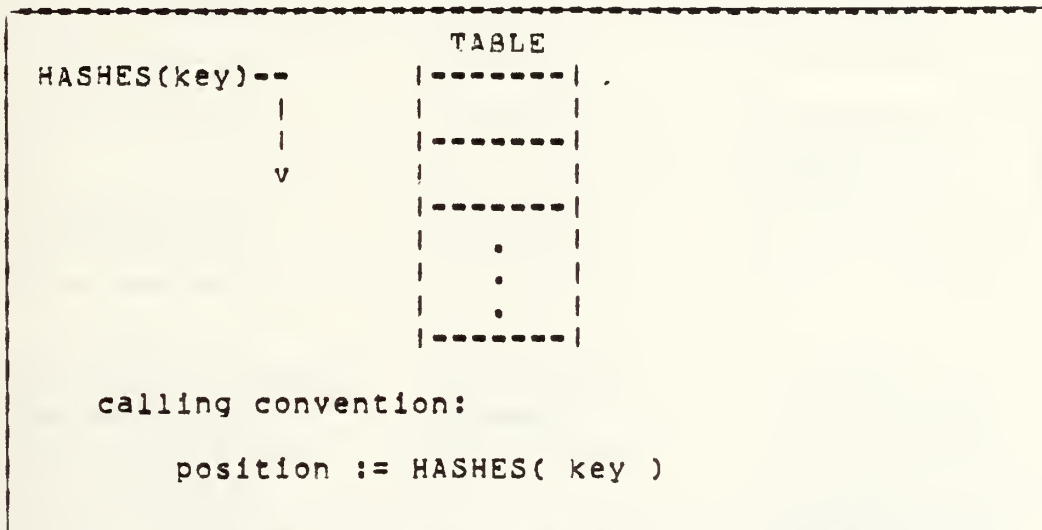 TABLE
HASHES(key)-- |-------| .
| | |
| |-------|
v | |
|-------|
| . |
| . |
| . |
|-------|
calling convention:
position := HASHES( key )